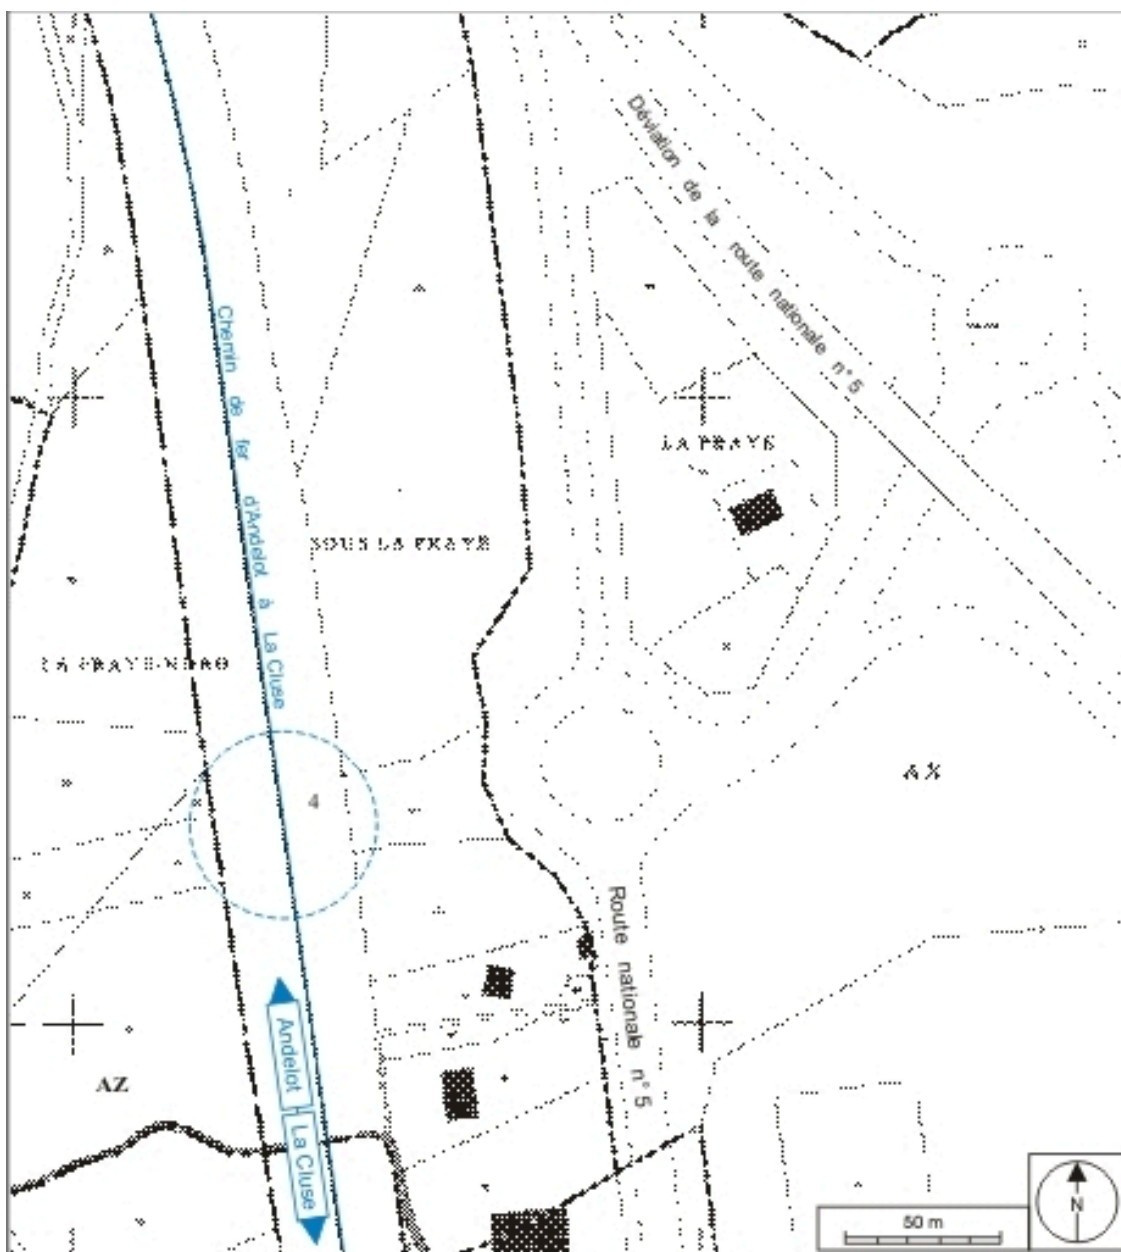 Déviation de la route nationale n° 5
Chemin de fer d'Andelot à La Cluse
LA FRAYE
SOUS LA FRAYE
4
AX
Route nationale n° 5
Andelot
La Cluse
AZ
50 m
N